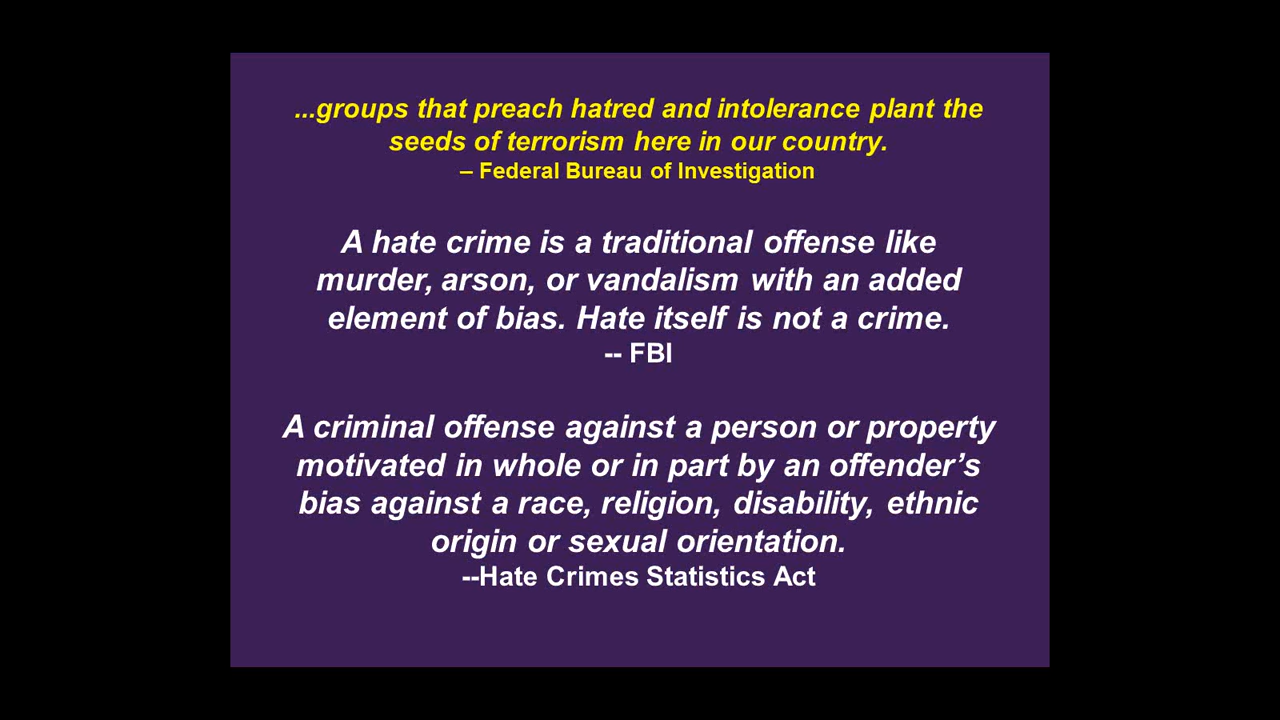 ...groups that preach hatred and intolerance plant the
seeds of terrorism here in our country.
– Federal Bureau of Investigation
A hate crime is a traditional offense like
murder, arson, or vandalism with an added
element of bias. Hate itself is not a crime.
-- FBI
A criminal offense against a person or property
motivated in whole or in part by an offender’s
bias against a race, religion, disability, ethnic
origin or sexual orientation.
--Hate Crimes Statistics Act